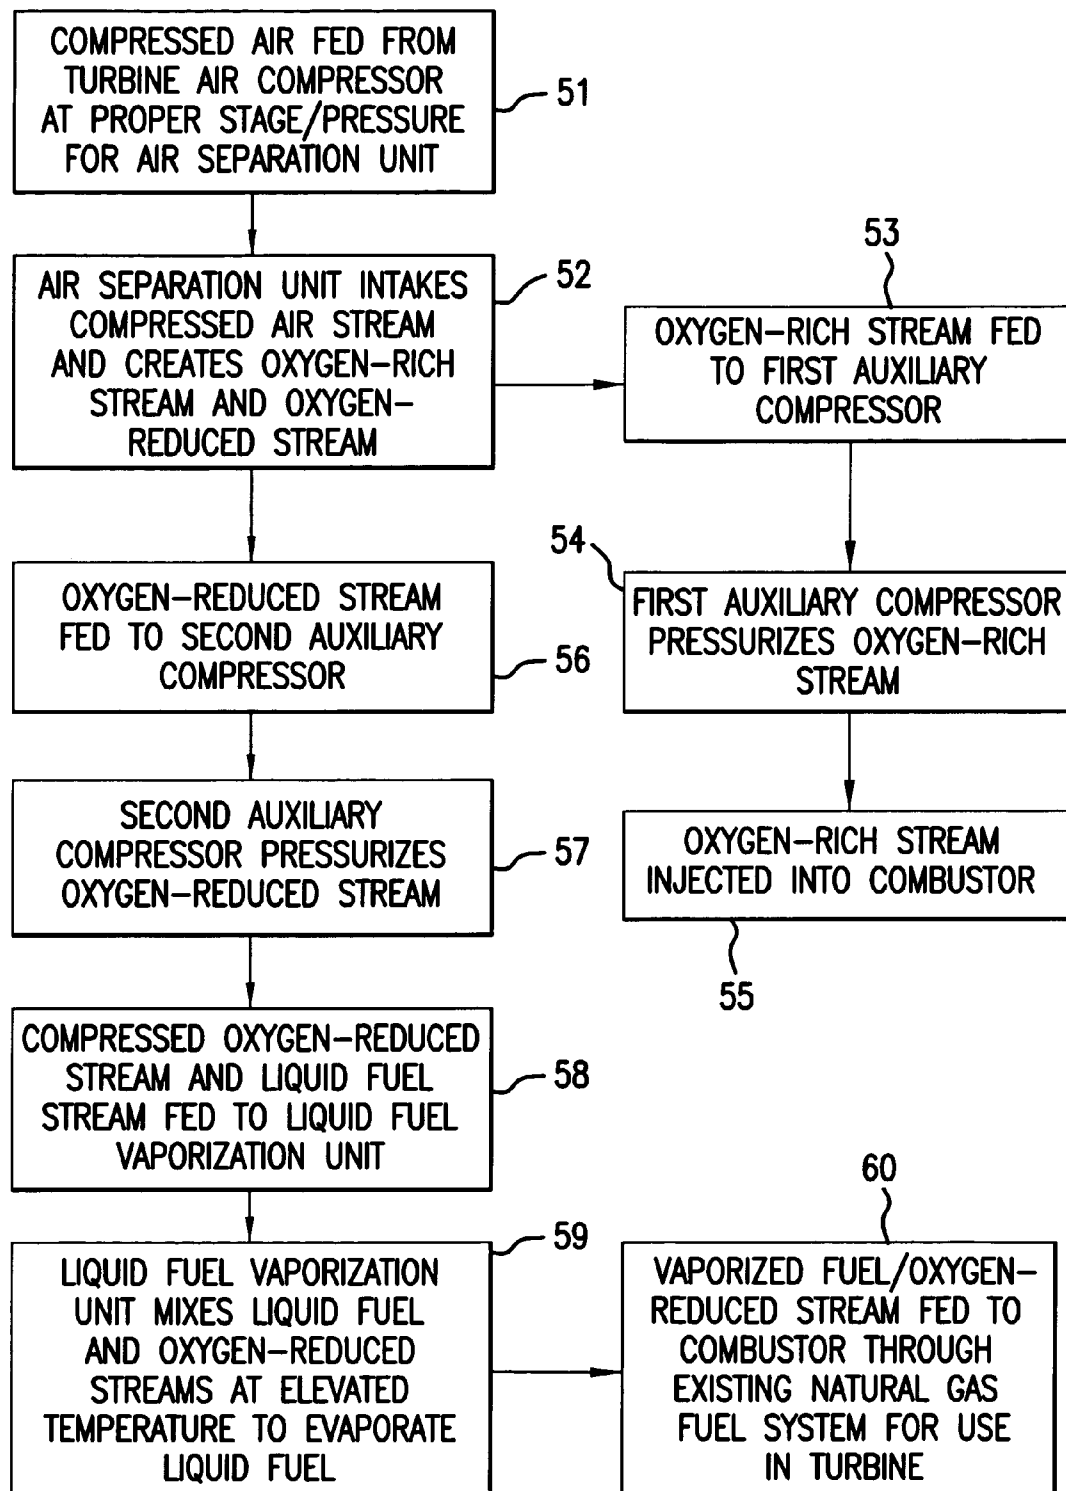 COMPRESSED AIR FED FROM
TURBINE AIR COMPRESSOR
AT PROPER STAGE/PRESSURE
FOR AIR SEPARATION UNIT
51
AIR SEPARATION UNIT INTAKES
COMPRESSED AIR STREAM
AND CREATES OXYGEN-RICH
STREAM AND OXYGEN-
REDUCED STREAM
52
53
OXYGEN-RICH STREAM FED
TO FIRST AUXILIARY
COMPRESSOR
54
FIRST AUXILIARY COMPRESSOR
PRESSURIZES OXYGEN-RICH
STREAM
OXYGEN-RICH STREAM
INJECTED INTO COMBUSTOR
55
OXYGEN-REDUCED STREAM
FED TO SECOND AUXILIARY
COMPRESSOR
56
SECOND AUXILIARY
COMPRESSOR PRESSURIZES
OXYGEN-REDUCED STREAM
57
COMPRESSED OXYGEN-REDUCED
STREAM AND LIQUID FUEL
STREAM FED TO LIQUID FUEL
VAPORIZATION UNIT
58
LIQUID FUEL VAPORIZATION
UNIT MIXES LIQUID FUEL
AND OXYGEN-REDUCED
STREAMS AT ELEVATED
TEMPERATURE TO EVAPORATE
LIQUID FUEL
59
60
VAPORIZED FUEL/OXYGEN-
REDUCED STREAM FED TO
COMBUSTOR THROUGH
EXISTING NATURAL GAS
FUEL SYSTEM FOR USE
IN TURBINE